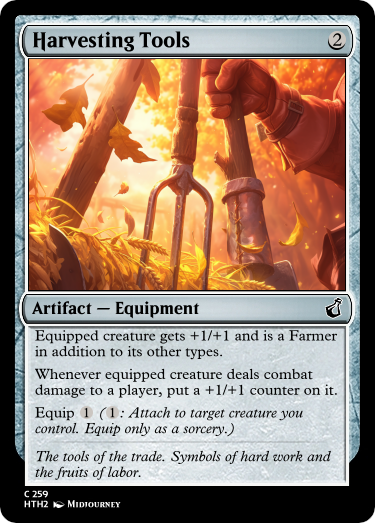 Harvesting Tools 2
Artifact — Equipment
Equipped creature gets +1/+1 and is a Farmer
in addition to its other types.
Whenever equipped creature deals combat
damage to a player, put a +1/+1 counter on it.
Equip 1 (1: Attach to target creature you
control. Equip only as a sorcery.)
The tools of the trade. Symbols of hard work and
the fruits of labor.
C 259
HTH2 Midjourney